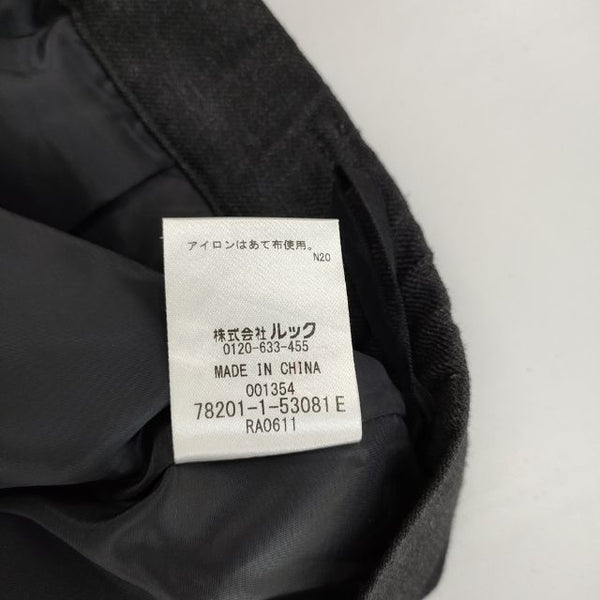 アイロンはあて布使用。
N20
株式会社ルック
0120-633-455
MADE IN CHINA
001354
78201-1-53081E
RA0611